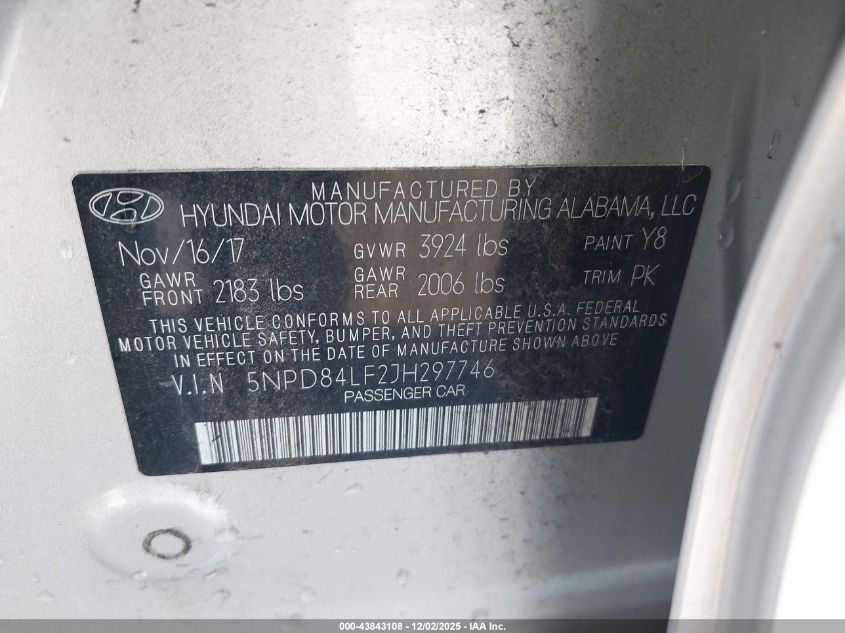 MANUFACTURED BY
HYUNDAI MOTOR MANUFACTURING ALABAMA, LLC
Nov/16/17 GVWR 3924 lbs PAINT Y8
GAWR FRONT 2183 lbs GAWR REAR 2006 lbs TRIM PK
THIS VEHICLE CONFORMS TO ALL APPLICABLE U.S.A. FEDERAL
MOTOR VEHICLE SAFETY, BUMPER, AND THEFT PREVENTION STANDARDS
IN EFFECT ON THE DATE OF MANUFACTURE SHOWN ABOVE.
V.I.N 5NPD84LF2JH297746
PASSENGER CAR
000-43843108 - 12/02/2025 - IAA Inc.